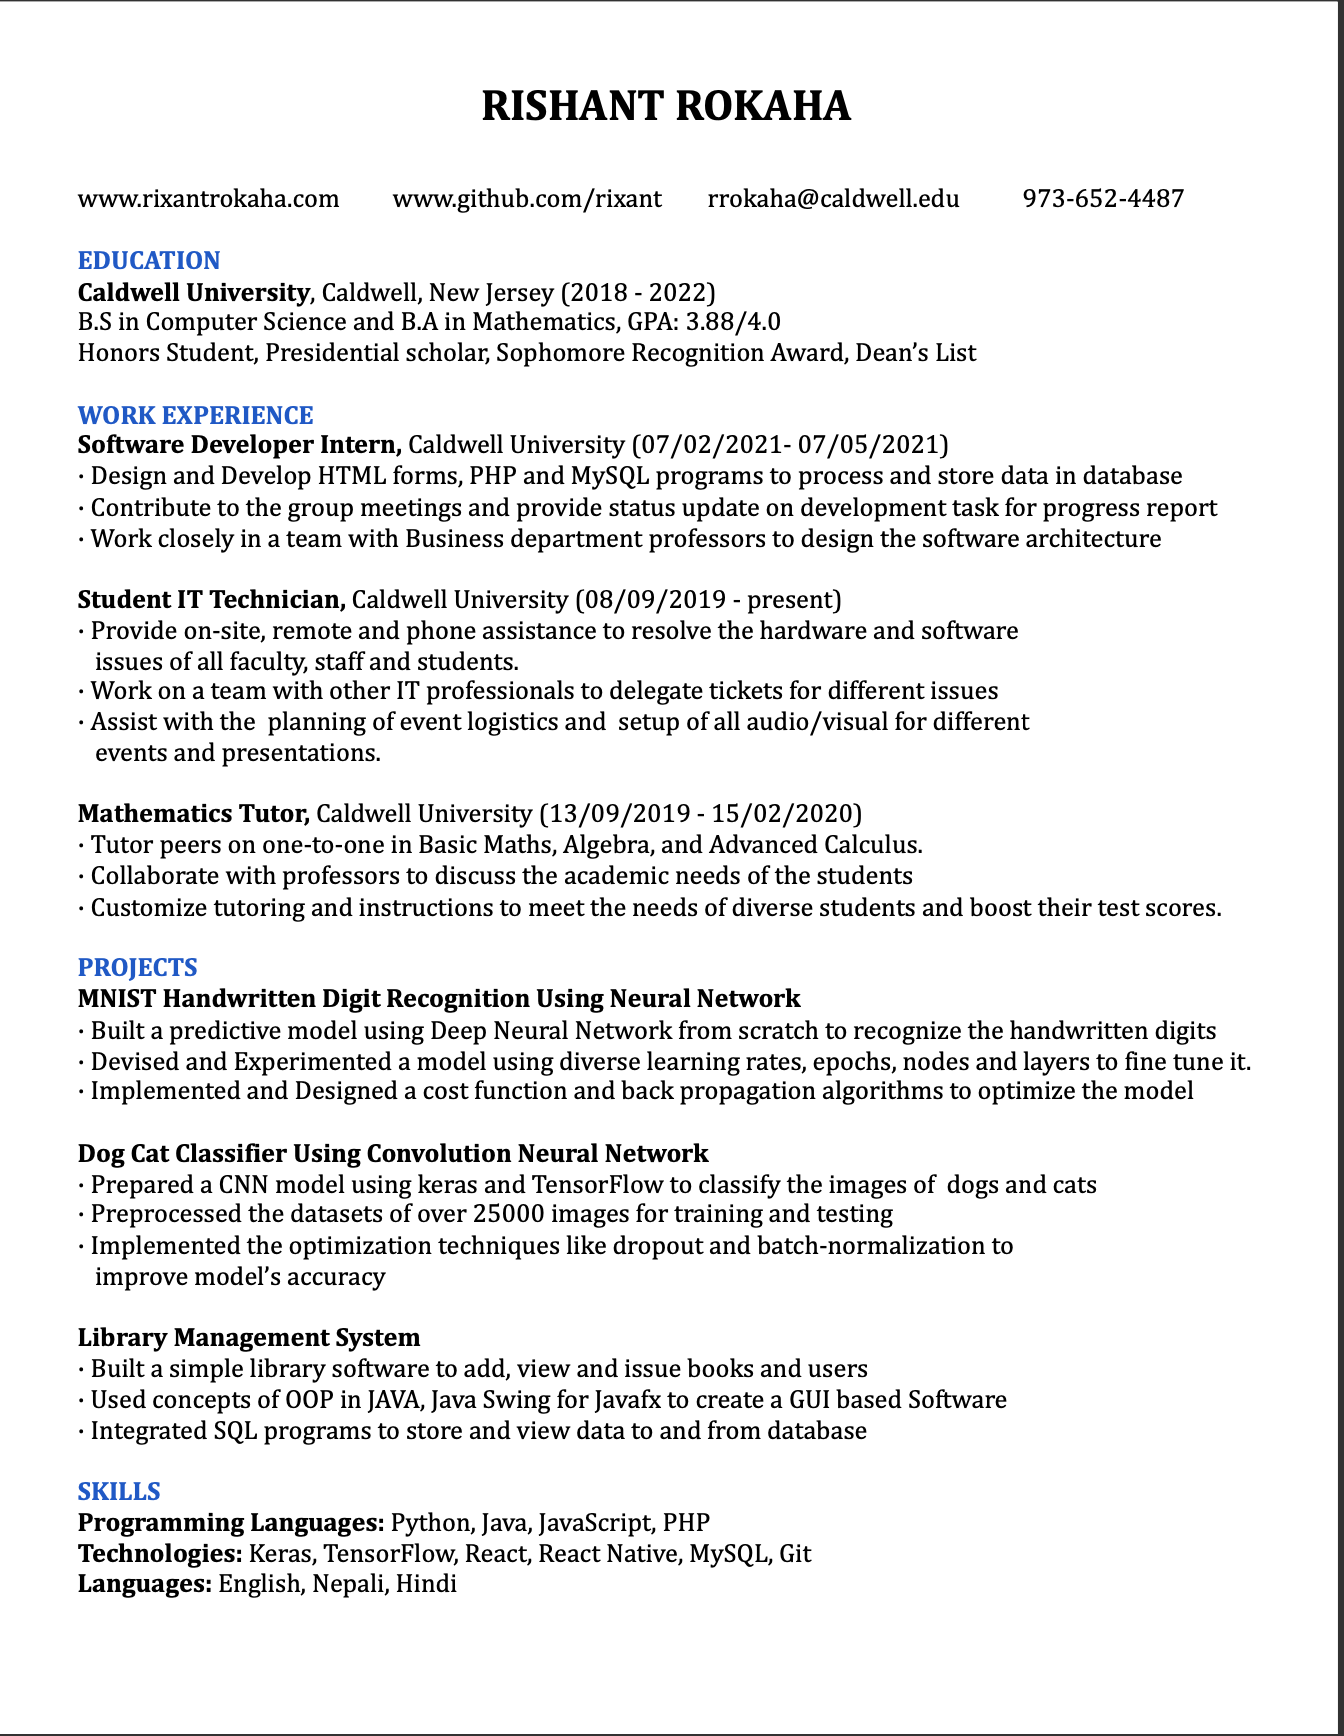 RISHANT ROKAHA
www.rixantrokaha.com www.github.com/rixant rrokaha@caldwell.edu 973-652-4487
EDUCATION
Caldwell University, Caldwell, New Jersey (2018 - 2022)
B.S in Computer Science and B.A in Mathematics, GPA: 3.88/4.0
Honors Student, Presidential scholar, Sophomore Recognition Award, Dean’s List
WORK EXPERIENCE
Software Developer Intern, Caldwell University (07/02/2021- 07/05/2021)
· Design and Develop HTML forms, PHP and MySQL programs to process and store data in database
· Contribute to the group meetings and provide status update on development task for progress report
· Work closely in a team with Business department professors to design the software architecture
Student IT Technician, Caldwell University (08/09/2019 - present)
· Provide on-site, remote and phone assistance to resolve the hardware and software
issues of all faculty, staff and students.
· Work on a team with other IT professionals to delegate tickets for different issues
· Assist with the  planning of event logistics and  setup of all audio/visual for different
events and presentations.
Mathematics Tutor, Caldwell University (13/09/2019 - 15/02/2020)
· Tutor peers on one-to-one in Basic Maths, Algebra, and Advanced Calculus.
· Collaborate with professors to discuss the academic needs of the students
· Customize tutoring and instructions to meet the needs of diverse students and boost their test scores.
PROJECTS
MNIST Handwritten Digit Recognition Using Neural Network
· Built a predictive model using Deep Neural Network from scratch to recognize the handwritten digits
· Devised and Experimented a model using diverse learning rates, epochs, nodes and layers to fine tune it.
· Implemented and Designed a cost function and back propagation algorithms to optimize the model
Dog Cat Classifier Using Convolution Neural Network
· Prepared a CNN model using keras and TensorFlow to classify the images of  dogs and cats
· Preprocessed the datasets of over 25000 images for training and testing
· Implemented the optimization techniques like dropout and batch-normalization to
improve model’s accuracy
Library Management System
· Built a simple library software to add, view and issue books and users
· Used concepts of OOP in JAVA, Java Swing for Javafx to create a GUI based Software
· Integrated SQL programs to store and view data to and from database
SKILLS
Programming Languages: Python, Java, JavaScript, PHP
Technologies: Keras, TensorFlow, React, React Native, MySQL, Git
Languages: English, Nepali, Hindi